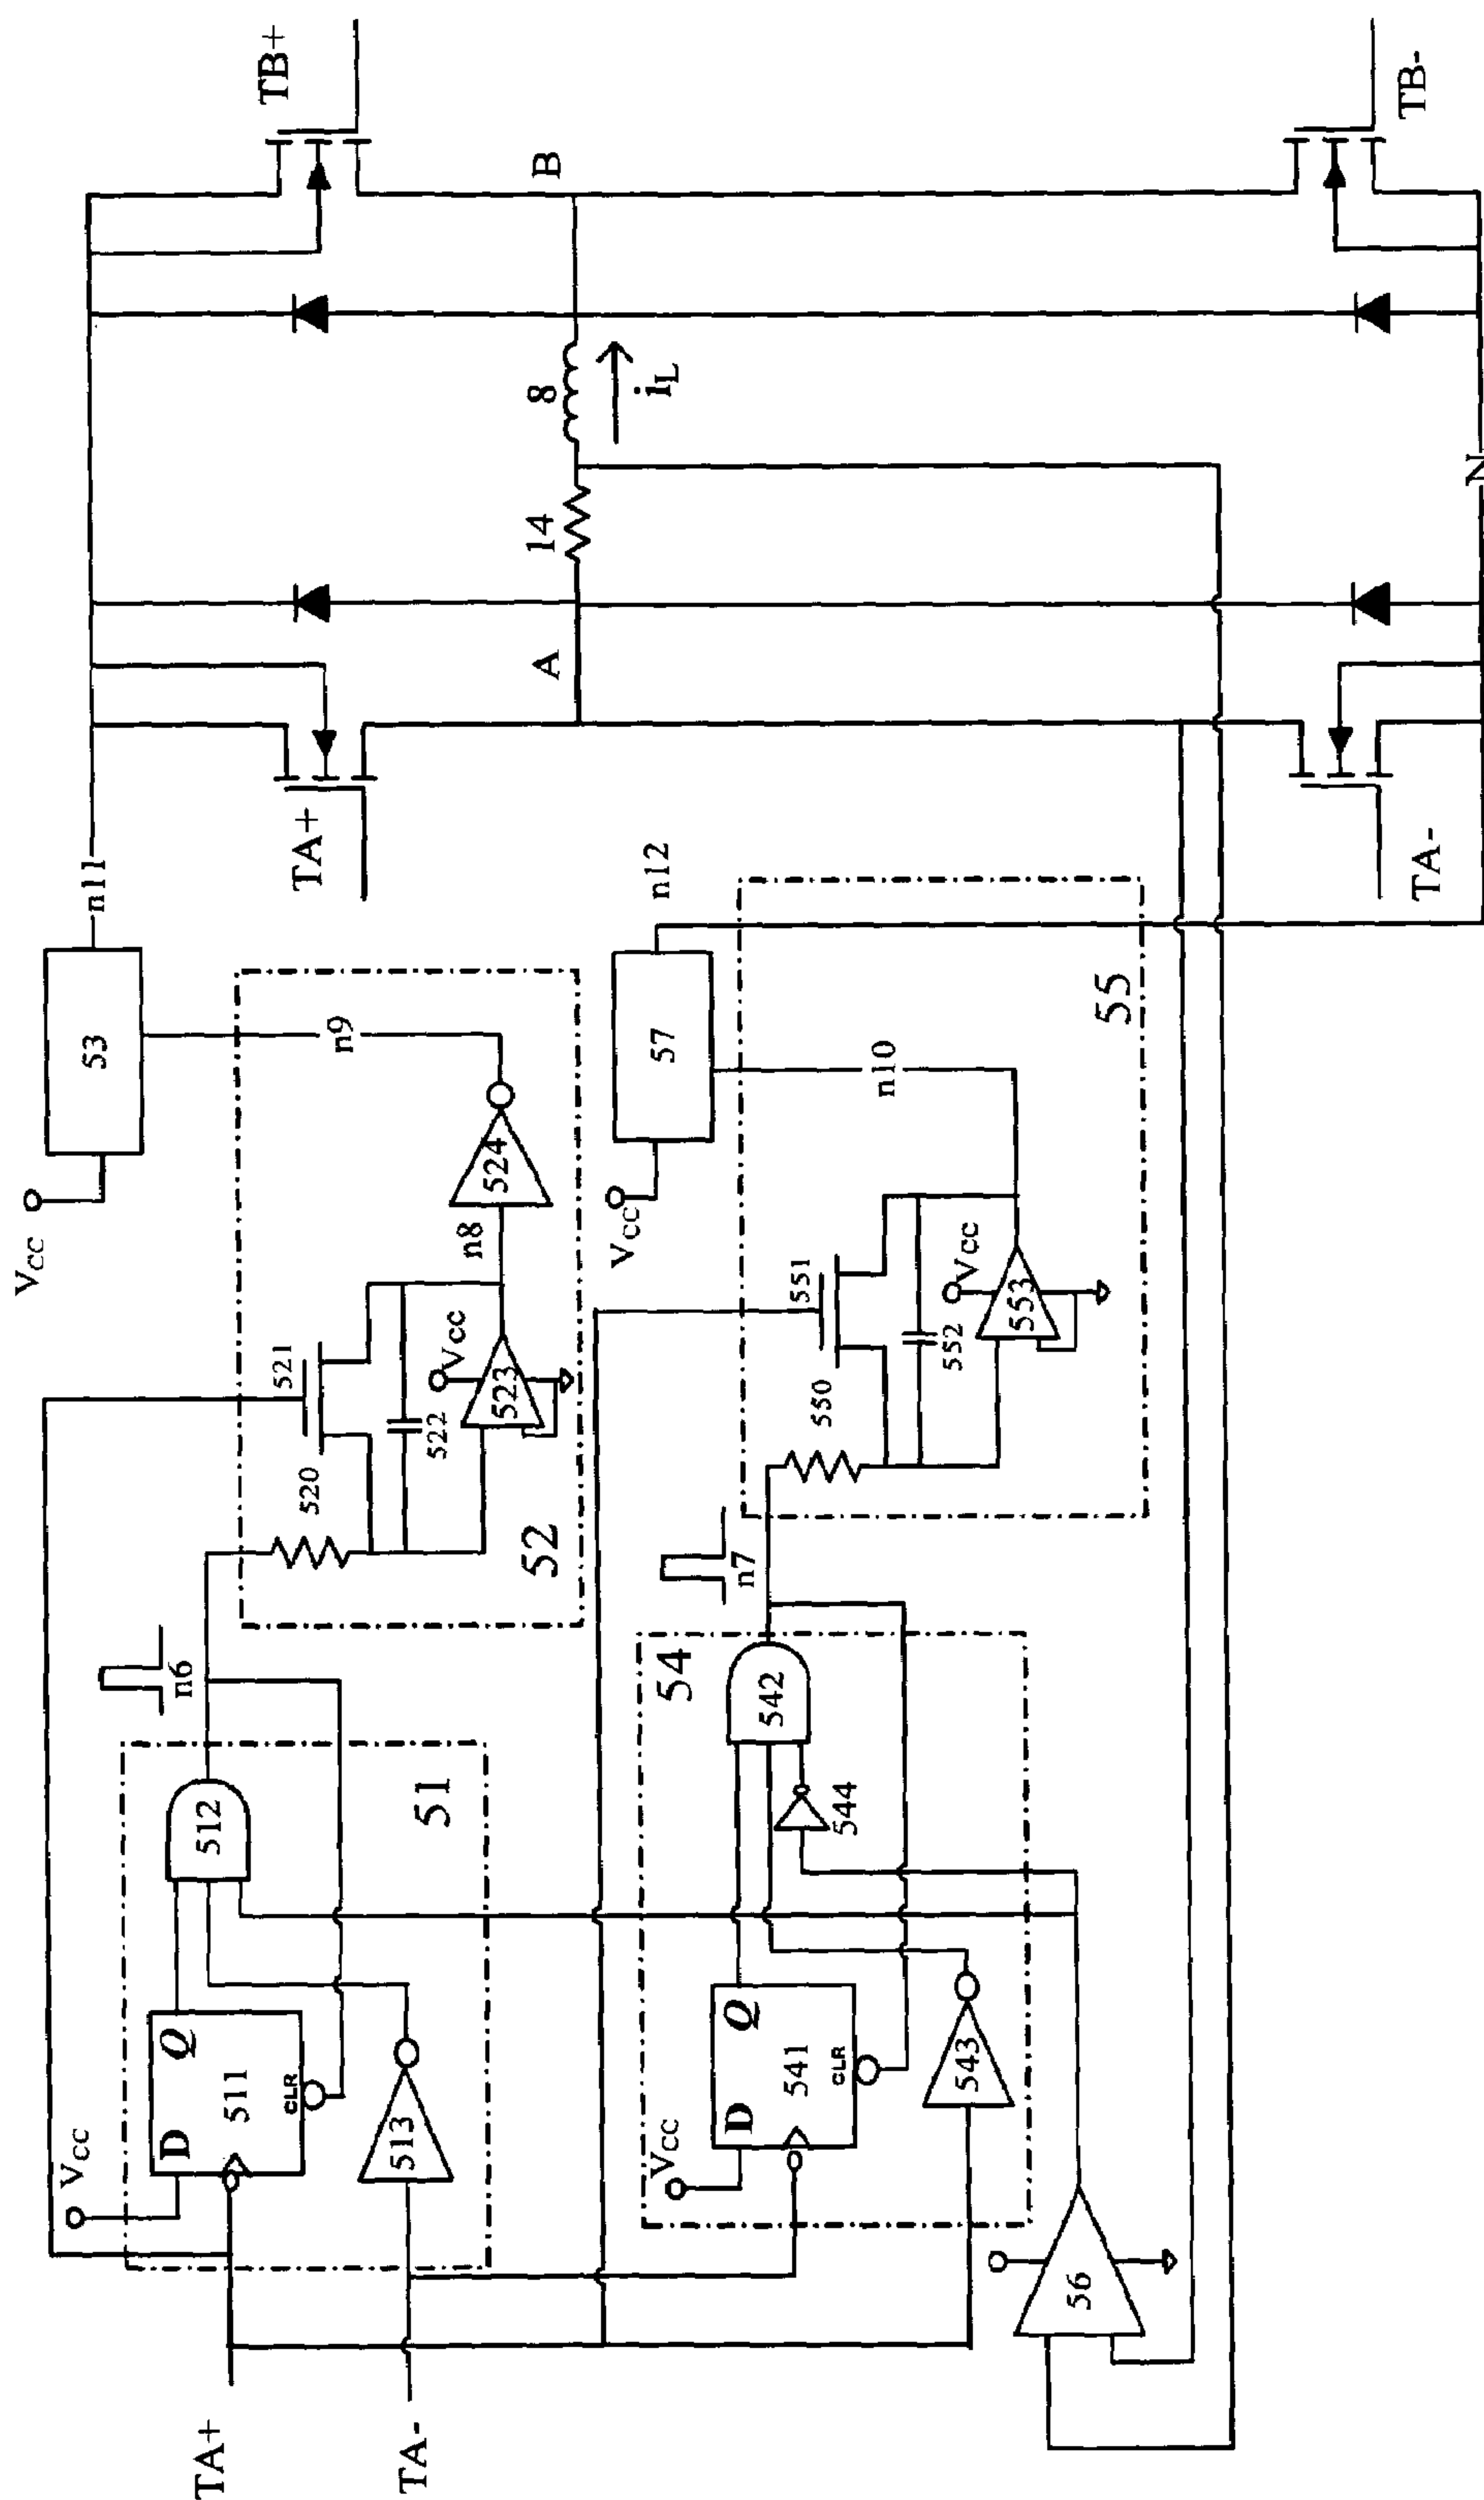 TA+
TA-
Vcc
D
Q
511
CLR
513
512
51
n6
520
521
522
Vcc
523
52
n8
524
n9
Vcc
53
n11
Vcc
D
Q
541
CLR
543
544
542
54
n7
550
551
552
Vcc
553
55
n10
Vcc
57
n12
56
TA+
TA-
A
14
8
iL
B
N
TB+
TB-